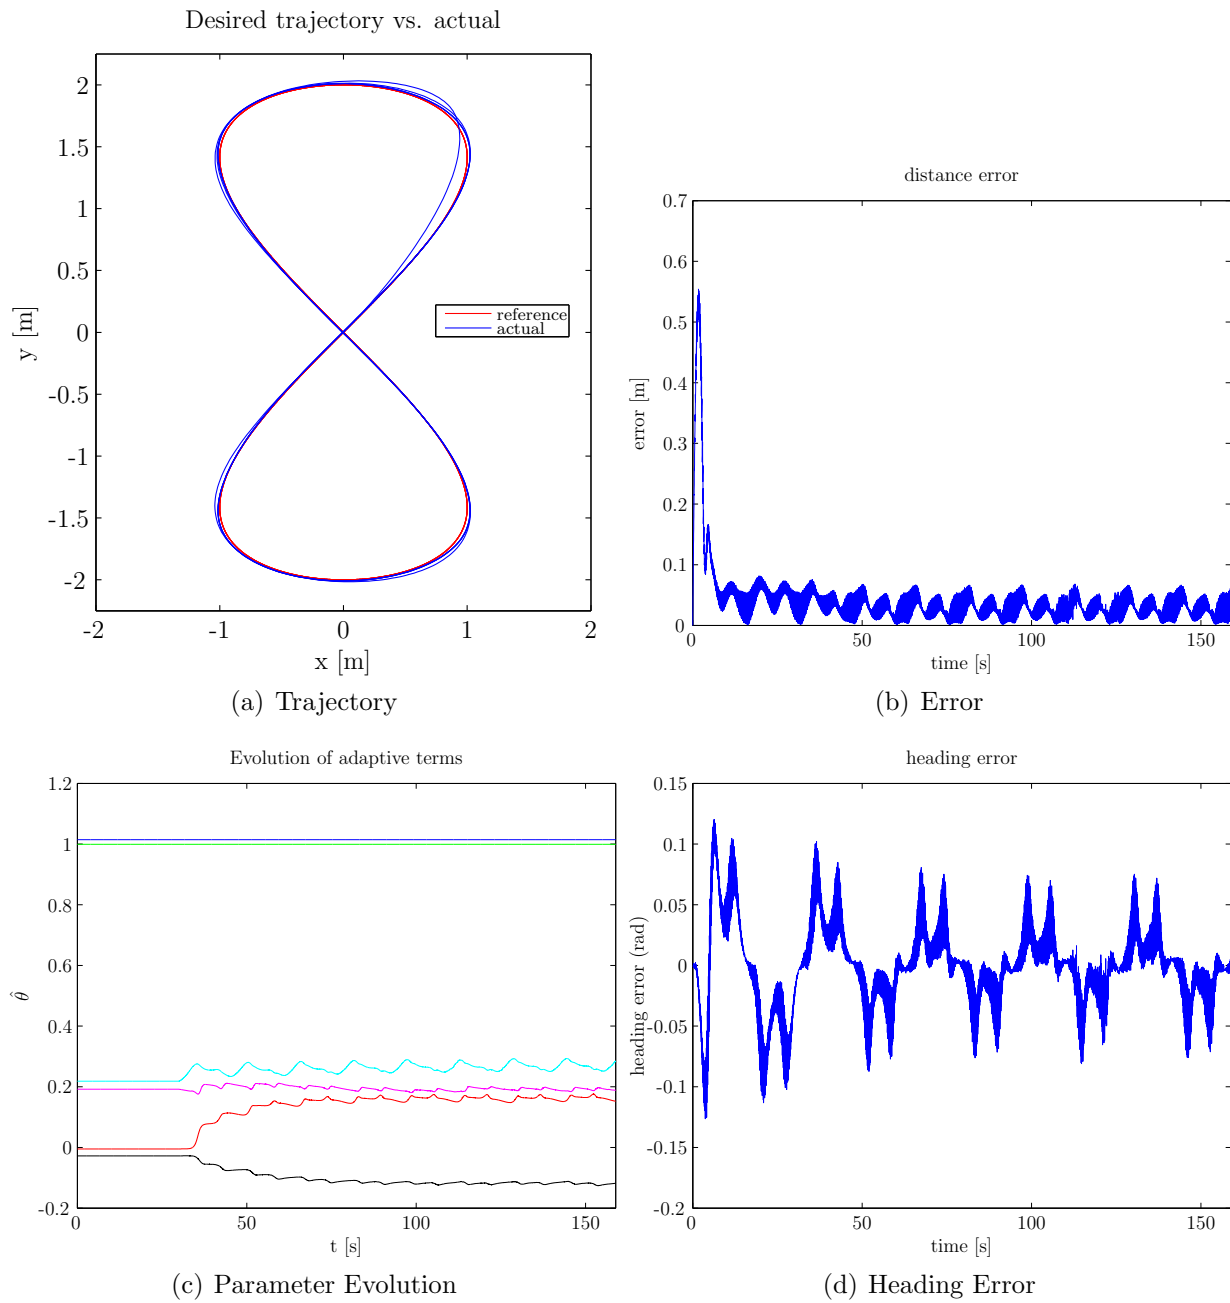 Desired trajectory vs. actual
2
1.5
1
0.5
0
-0.5
-1
-1.5
-2
y [m]
reference
actual
-2
-1
0
1
2
x [m]
(a) Trajectory
distance error
0.7
0.6
0.5
0.4
0.3
0.2
0.1
0
error [m]
0
50
100
150
time [s]
(b) Error
Evolution of adaptive terms
1.2
1
0.8
0.6
0.4
0.2
0
-0.2
θ̂
0
50
100
150
t [s]
(c) Parameter Evolution
heading error
0.15
0.1
0.05
0
-0.05
-0.1
-0.15
-0.2
heading error (rad)
0
50
100
150
time [s]
(d) Heading Error